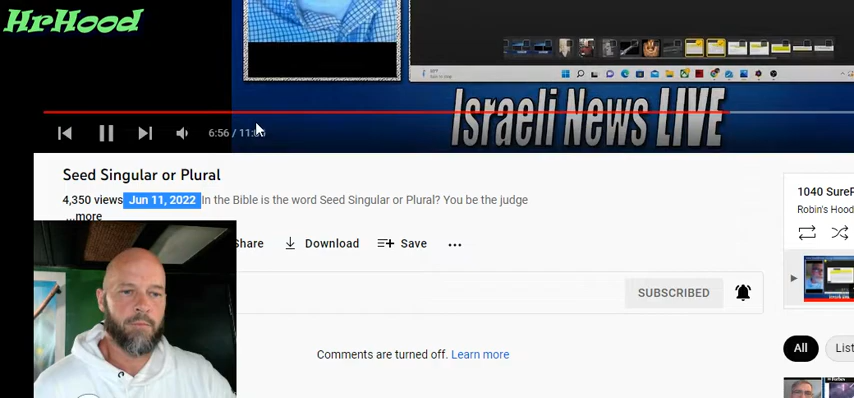 HrHood
Israeli News LIVE
6:56 / 11:
Seed Singular or Plural
4,350 views Jun 11, 2022 In the Bible is the word Seed Singular or Plural? You be the judge
...more
Share Download Save ...
SUBSCRIBED
Comments are turned off. Learn more
1040 SureP
Robin's Hood
All
List